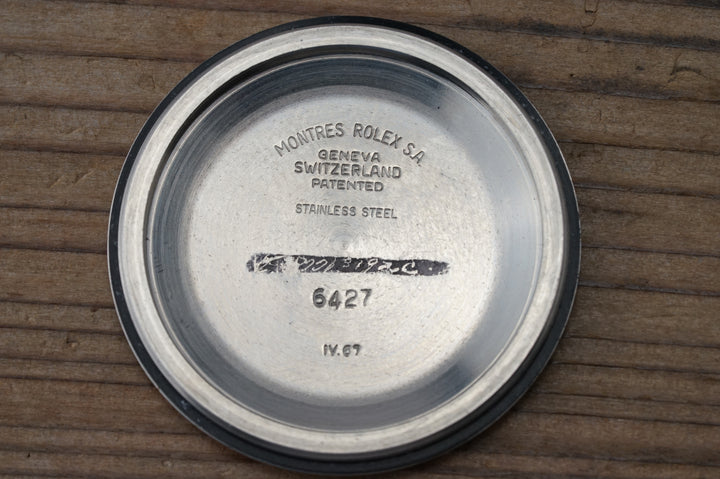 MONTRES ROLEX S.A.
GENEVA
SWITZERLAND
PATENTED
STAINLESS STEEL
6427
IV.67